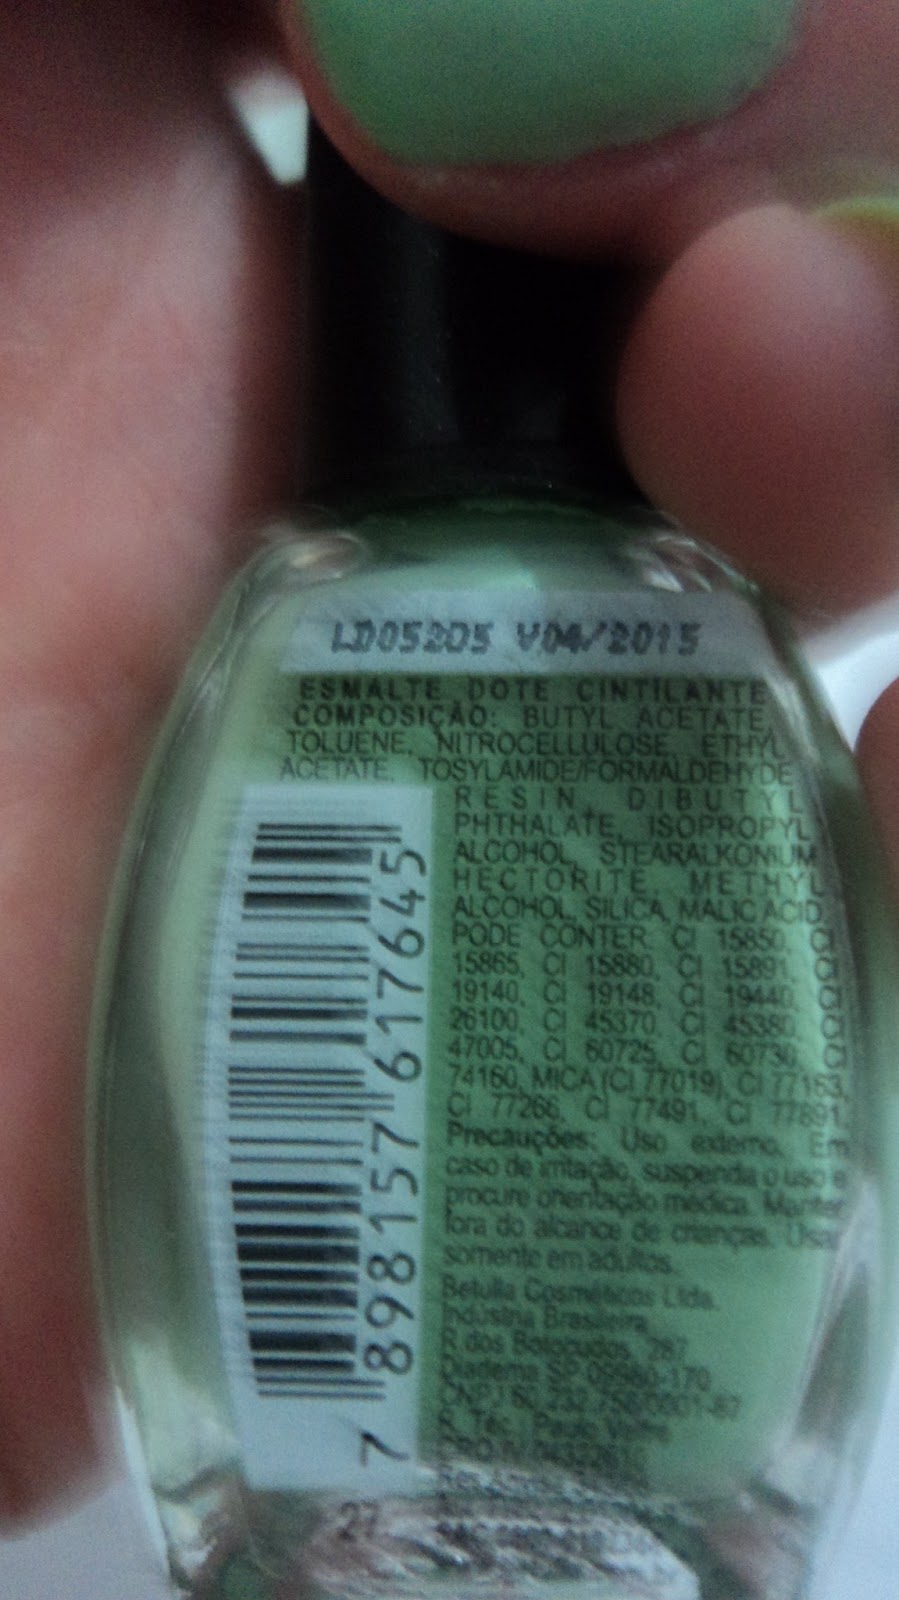 LD05205 V04/2015
ESMALTE DOTE CINTILANTE
COMPOSIÇÃO: BUTYL ACETATE,
TOLUENE, NITROCELLULOSE, ETHYL
ACETATE, TOSYLAMIDE/FORMALDEHYDE
RESIN, DIBUTYL
PHTHALATE, ISOPROPYL
ALCOHOL, STEARALKONIUM
HECTORITE, METHYL
ALCOHOL, SILICA, MALIC ACID.
PODE CONTER: CI 15850, CI
15865, CI 15880, CI 15891, CI
19140, CI 19148, CI 19440, CI
26100, CI 45370, CI 45380, CI
47005, CI 60725, CI 60730, CI
74160, MICA (CI 77019), CI 77163,
CI 77266, CI 77491, CI 77891.
Precauções: Uso externo. Em
caso de irritação, suspenda o uso e
procure orientação médica. Manter
fora do alcance de crianças. Usar
somente em adultos.
Betulla Cosméticos Ltda.
Indústria Brasileira
R. dos Botocudos, 287
Diadema SP
7 898157 617645
27